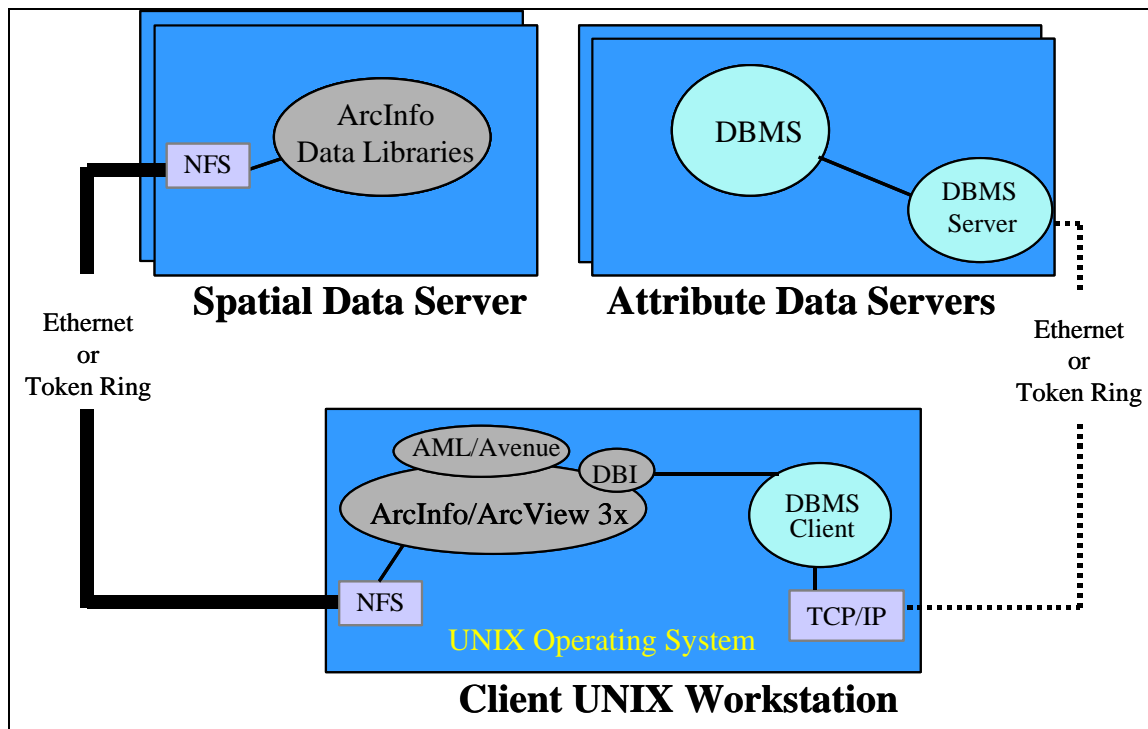 ArcInfo
Data Libraries
NFS
Spatial Data Server
DBMS
DBMS
Server
Attribute Data Servers
Ethernet
or
Token Ring
Ethernet
or
Token Ring
AML/Avenue
DBI
ArcInfo/ArcView 3x
NFS
DBMS
Client
TCP/IP
UNIX Operating System
Client UNIX Workstation